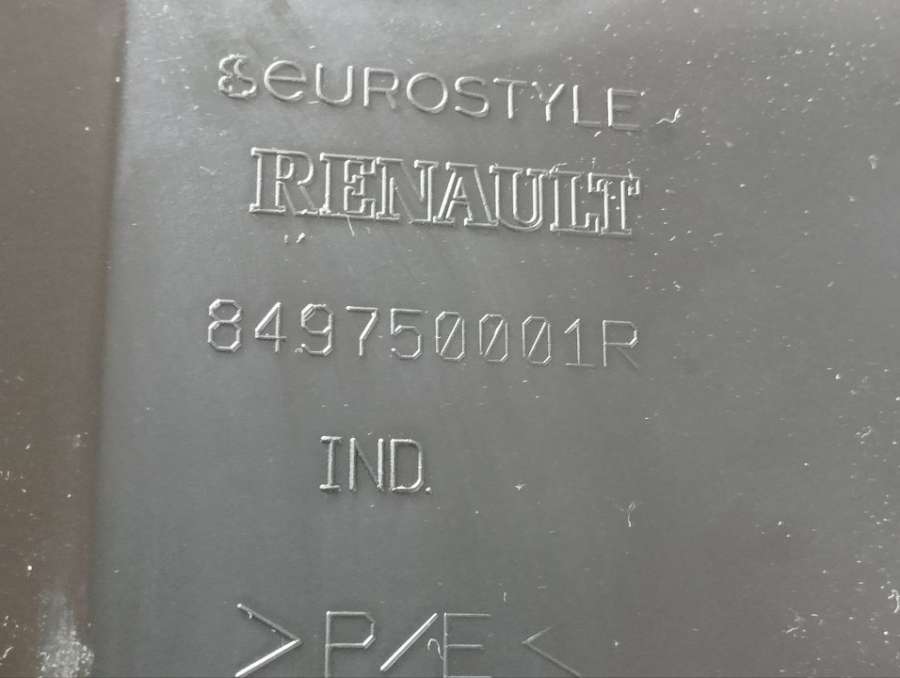 eUROSTYLE
RENAULT
849750001R
IND.
>P/E<